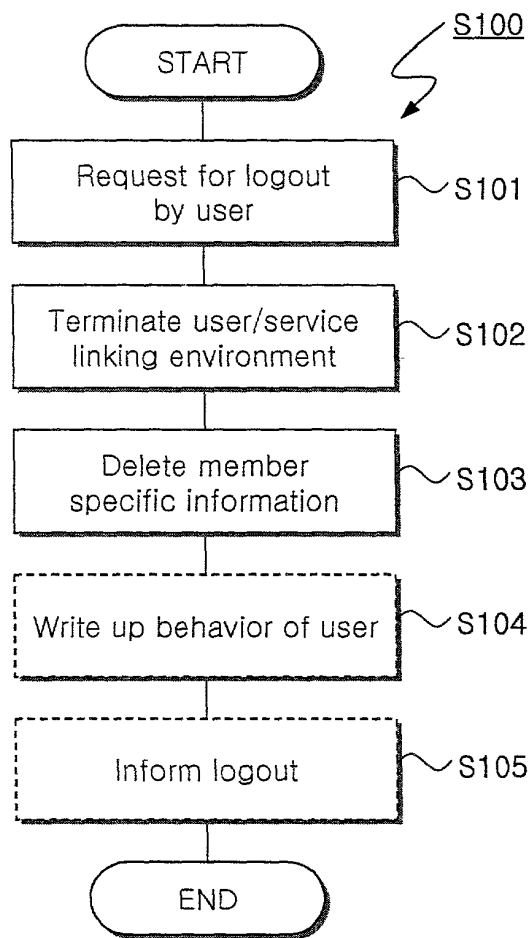 S100
START
Request for logout
by user
S101
Terminate user/service
linking environment
S102
Delete member
specific information
S103
Write up behavior of user
S104
Inform logout
S105
END